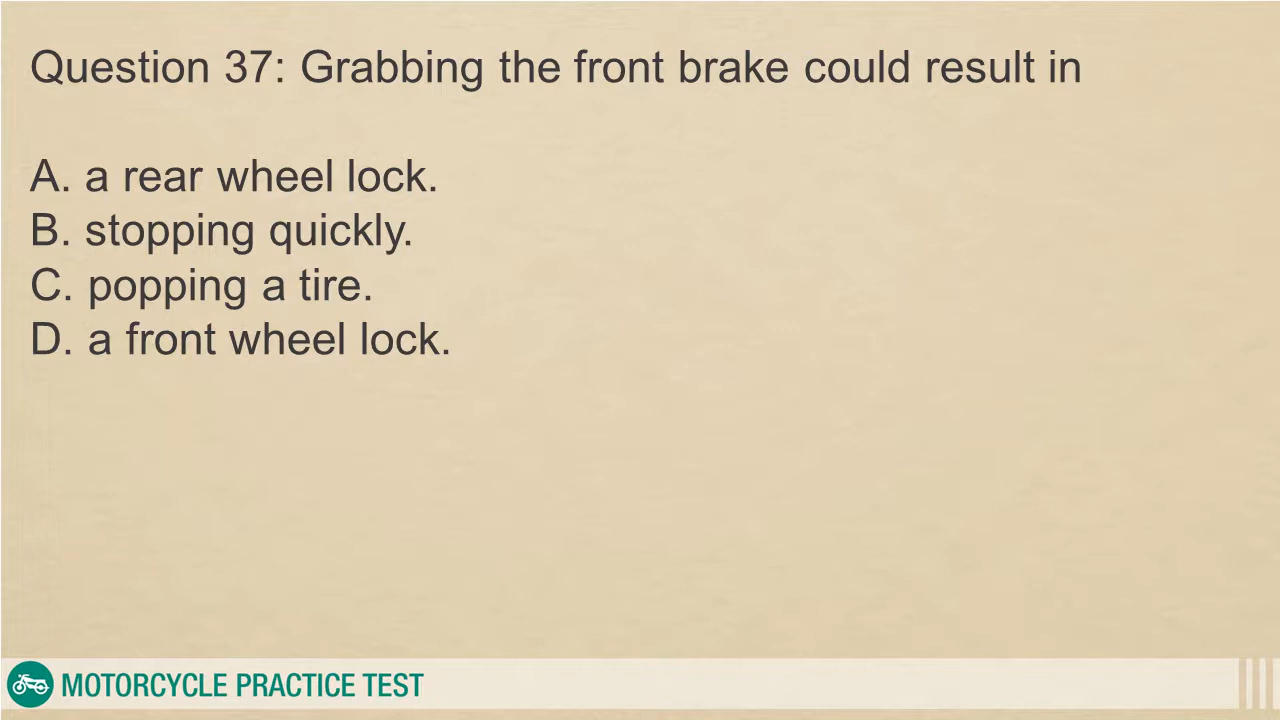 Question 37: Grabbing the front brake could result in
A. a rear wheel lock.
B. stopping quickly.
C. popping a tire.
D. a front wheel lock.
MOTORCYCLE PRACTICE TEST